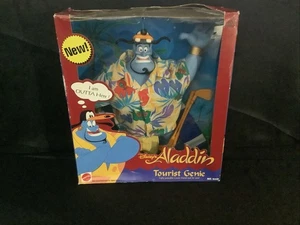 New!
I am
OUTTA Here!
Disney's Aladdin
Tourist Genie